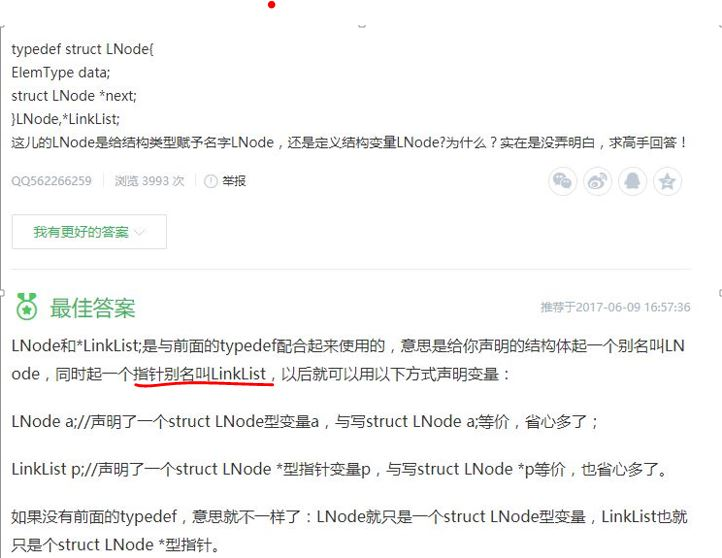 typedef struct LNode{
ElemType data;
struct LNode *next;
}LNode,*LinkList;
这儿的LNode是给结构类型赋予名字LNode，还是定义结构变量LNode?为什么？实在是没弄明白，求高手回答！
QQ562266259 浏览 3993 次 举报
我有更好的答案
最佳答案 推荐于2017-06-09 16:57:36
LNode和*LinkList;是与前面的typedef配合起来使用的，意思是给你声明的结构体起一个别名叫LN
ode，同时起一个指针别名叫LinkList，以后就可以用以下方式声明变量：
LNode a;//声明了一个struct LNode型变量a，与写struct LNode a;等价，省心多了；
LinkList p;//声明了一个struct LNode *型指针变量p，与写struct LNode *p等价，也省心多了。
如果没有前面的typedef，意思就不一样了：LNode就只是一个struct LNode型变量，LinkList也就
只是个struct LNode *型指针。